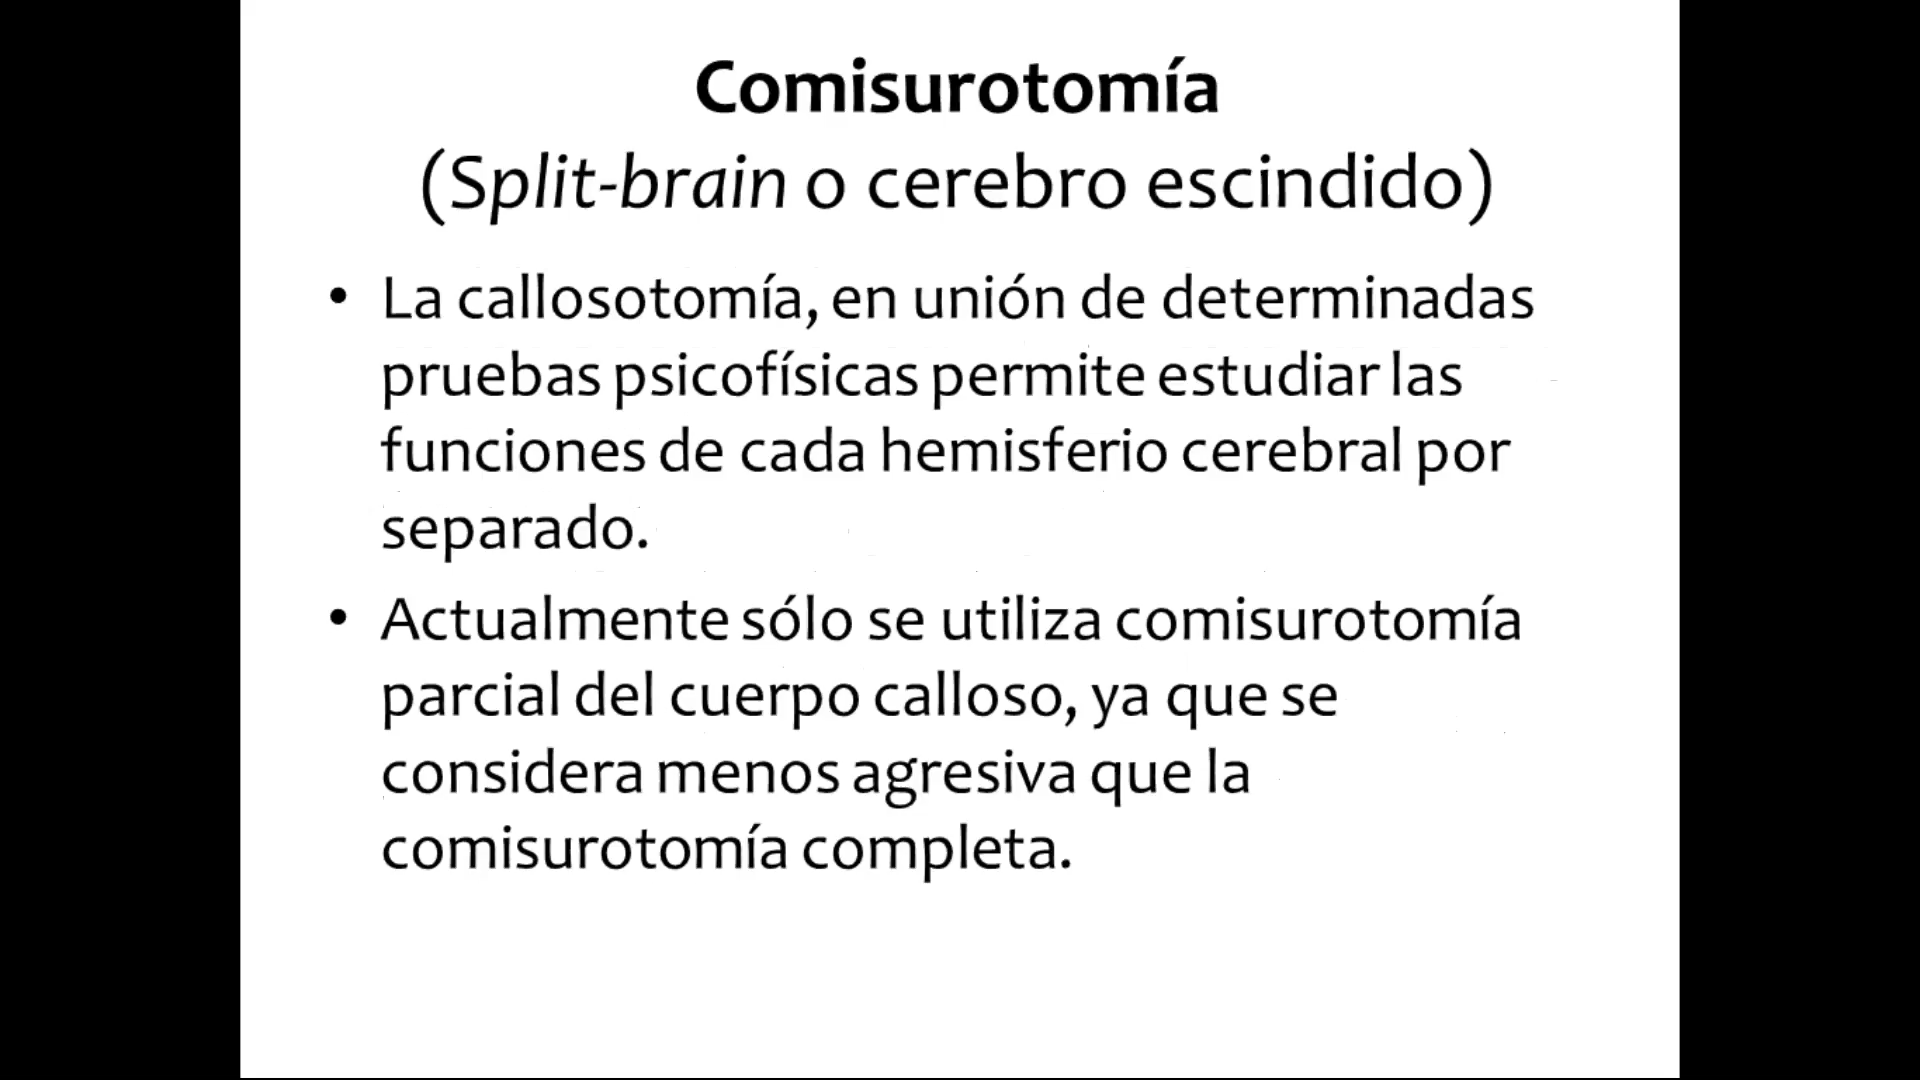 Comisurotomía
(Split-brain o cerebro escindido)
• La callosotomía, en unión de determinadas
pruebas psicofísicas permite estudiar las
funciones de cada hemisferio cerebral por
separado.
• Actualmente sólo se utiliza comisurotomía
parcial del cuerpo calloso, ya que se
considera menos agresiva que la
comisurotomía completa.